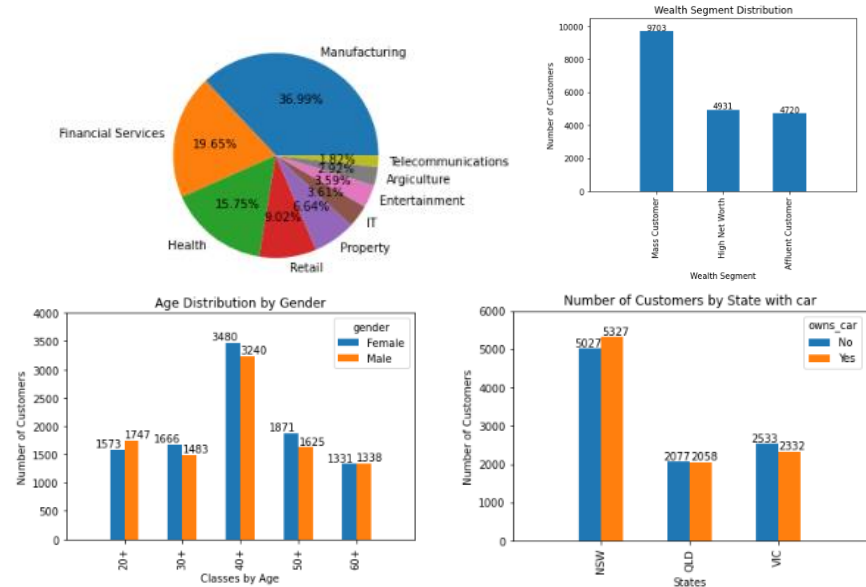 Manufacturing
36.99%
Financial Services
19.65%
Health
15.75%
Retail
9.02%
Property
6.64%
IT
3.61%
Entertainment
3.59%
Argiculture
2.92%
Telecommunications
1.82%
Wealth Segment Distribution
Number of Customers
10000
8000
6000
4000
2000
0
9703
4931
4720
Mass Customer
High Net Worth
Affluent Customer
Wealth Segment
Age Distribution by Gender
Number of Customers
4000
3500
3000
2500
2000
1500
1000
500
0
gender
Female
Male
1573 1747
1666 1483
3480 3240
1871 1625
1331 1338
20+
30+
40+
50+
60+
Classes by Age
Number of Customers by State with car
Number of Customers
6000
5000
4000
3000
2000
1000
0
owns_car
No
Yes
5027 5327
2077 2058
2533 2332
NSW
QLD
VIC
States